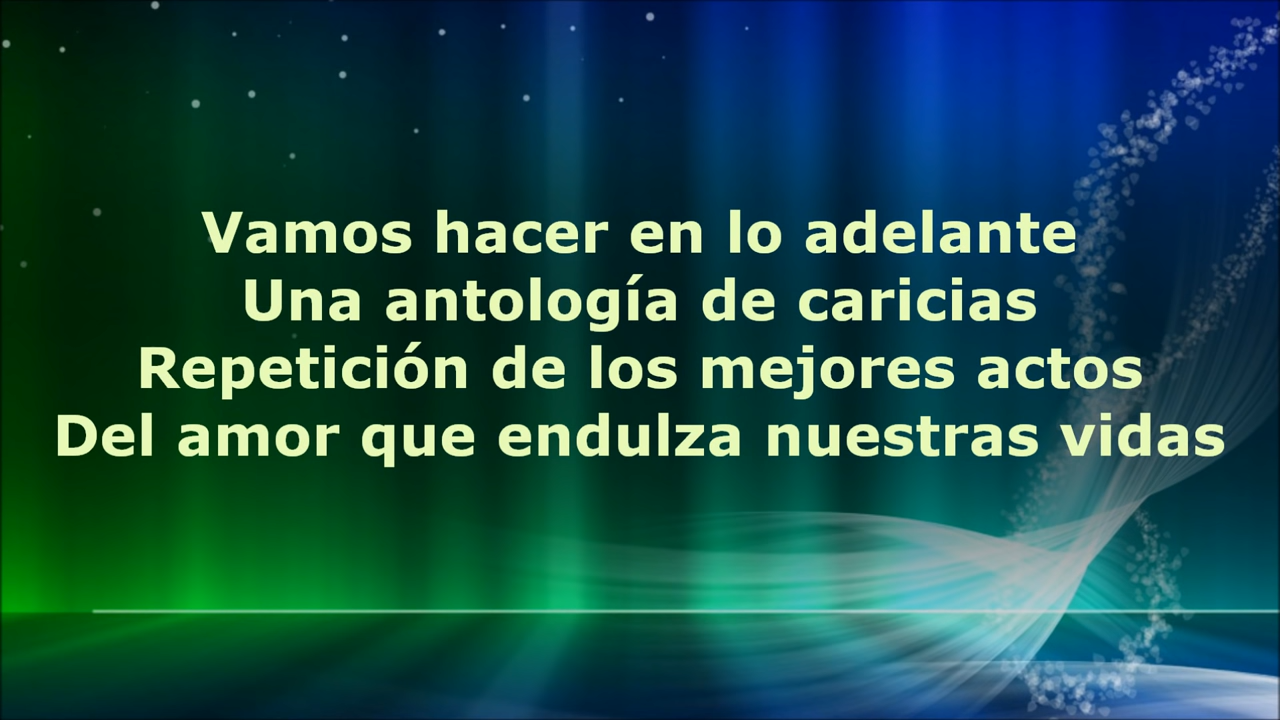 Vamos hacer en lo adelante
Una antología de caricias
Repetición de los mejores actos
Del amor que endulza nuestras vidas